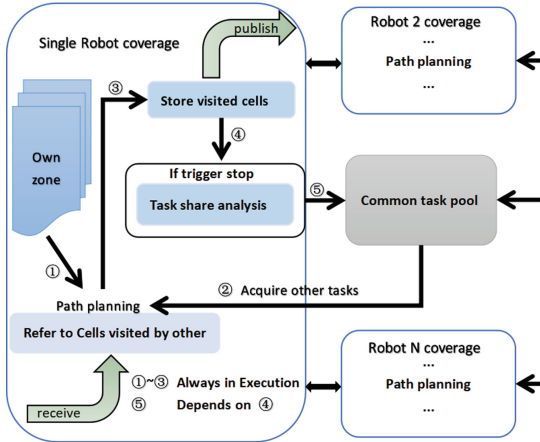 Single Robot coverage
publish
Robot 2 coverage
...
Path planning
...
③
Store visited cells
④
Own
zone
If trigger stop
Task share analysis
⑤
Common task pool
①
② Acquire other tasks
Path planning
Refer to Cells visited by other
Robot N coverage
...
Path planning
...
①~③ Always in Execution
⑤ Depends on ④
receive